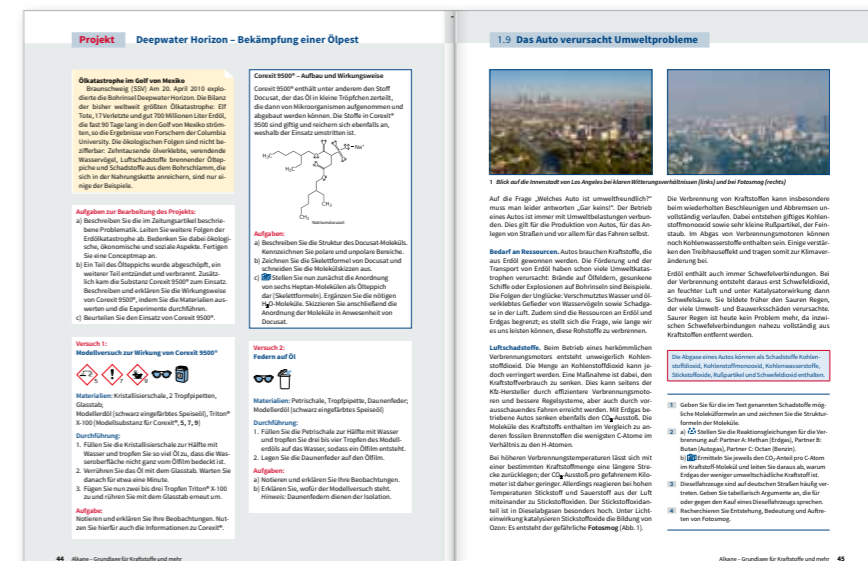 Projekt Deepwater Horizon – Bekämpfung einer Ölpest
Ölkatastrophe im Golf von Mexiko
Braunschweig (SSV) Am 20. April 2010 explo-
dierte die Bohrinsel Deepwater Horizon. Die Bilanz
der bisher weltweit größten Ölkatastrophe: Elf
Tote, 17 Verletzte und gut 700 Millionen Liter Erdöl,
die fast 90 Tage lang in den Golf von Mexiko ström-
ten, so die Ergebnisse von Forschern der Columbia
University. Die ökologischen Folgen sind nicht be-
zifferbar: Zehntausende ölverklebte, verendende
Wasservögel, Luftschadstoffe brennender Öltep-
piche und Schadstoffe aus dem Bohrschlamm, die
sich in der Nahrungskette anreichern, sind nur ei-
nige der Beispiele.
Aufgaben zur Bearbeitung des Projekts:
a) Beschreiben Sie die im Zeitungsartikel beschrie-
bene Problematik. Leiten Sie weitere Folgen der
Erdölkatastrophe ab. Bedenken Sie dabei ökologi-
sche, ökonomische und soziale Aspekte. Fertigen
Sie eine Conceptmap an.
b) Ein Teil des Ölteppichs wurde abgeschöpft, ein
weiterer Teil entzündet und verbrannt. Zusätz-
lich kam die Substanz Corexit 9500® zum Einsatz.
Beschreiben und erklären Sie die Wirkungsweise
von Corexit 9500®, indem Sie die Materialien aus-
werten und die Experimente durchführen.
c) Beurteilen Sie den Einsatz von Corexit 9500®.
Versuch 1:
Modellversuch zur Wirkung von Corexit 9500®
5 7 9
Materialien: Kristallisierschale, 2 Tropfpipetten,
Glasstab;
Modellerdöl (schwarz eingefärbtes Speiseöl), Triton®
X-100 (Modellsubstanz für Corexit®, 5, 7, 9)
Durchführung:
1. Füllen Sie die Kristallisierschale zur Hälfte mit
Wasser und tropfen Sie so viel Öl zu, dass die Was-
seroberfläche nicht ganz vom Ölfilm bedeckt ist.
2. Verrühren Sie das Öl mit dem Glasstab. Warten Sie
danach für etwa eine Minute.
3. Fügen Sie nun zwei bis drei Tropfen Triton® X-100
zu und rühren Sie mit dem Glasstab erneut um.
Aufgabe:
Notieren und erklären Sie Ihre Beobachtungen. Nut-
zen Sie hierfür auch die Informationen zu Corexit®.
Corexit 9500® – Aufbau und Wirkungsweise
Corexit 9500® enthält unter anderem den Stoff
Docusat, der das Öl in kleine Tröpfchen zerteilt,
die dann von Mikroorganismen aufgenommen und
abgebaut werden können. Die Stoffe in Corexit®
9500 sind giftig und reichern sich ebenfalls an,
weshalb der Einsatz umstritten ist.
Na⁺
H₃C
H₃C
CH₃
CH₃
Natriumdocusat
Aufgaben:
a) Beschreiben Sie die Struktur des Docusat-Moleküls.
Kennzeichnen Sie polare und unpolare Bereiche.
b) Zeichnen Sie die Skelettformel von Docusat und
schneiden Sie die Molekülskizzen aus.
c) Stellen Sie nun zunächst die Anordnung
von sechs Heptan-Molekülen als Ölteppich
dar (Skelettformeln). Ergänzen Sie die nötigen
H₂O-Moleküle. Skizzieren Sie anschließend die
Anordnung der Moleküle in Anwesenheit von
Docusat.
Versuch 2:
Federn auf Öl
Materialien: Petrischale, Tropfpipette, Daunenfeder;
Modellerdöl (schwarz eingefärbtes Speiseöl)
Durchführung:
1. Füllen Sie die Petrischale zur Hälfte mit Wasser
und tropfen Sie drei bis vier Tropfen des Modell-
erdöls auf das Wasser, sodass ein Ölfilm entsteht.
2. Legen Sie die Daunenfeder auf den Ölfilm.
Aufgaben:
a) Notieren und erklären Sie Ihre Beobachtungen.
b) Erklären Sie, wofür der Modellversuch steht.
Hinweis: Daunenfedern dienen der Isolation.
44 Alkane – Grundlage für Kraftstoffe und mehr
1.9 Das Auto verursacht Umweltprobleme
1 Blick auf die Innenstadt von Los Angeles bei klaren Witterungsverhältnissen (links) und bei Fotosmog (rechts)
Auf die Frage „Welches Auto ist umweltfreundlich?“
muss man leider antworten „Gar keins!“. Der Betrieb
eines Autos ist immer mit Umweltbelastungen verbun-
den. Dies gilt für die Produktion von Autos, für das An-
legen von Straßen und vor allem für das Fahren selbst.
Bedarf an Ressourcen. Autos brauchen Kraftstoffe, die
aus Erdöl gewonnen werden. Die Förderung und der
Transport von Erdöl haben schon viele Umweltkatas-
trophen verursacht: Brände auf Ölfeldern, gesunkene
Schiffe oder Explosionen auf Bohrinseln sind Beispiele.
Die Folgen der Unglücke: Verschmutztes Wasser und öl-
verklebtes Gefieder von Wasservögeln sowie Schadga-
se in der Luft. Zudem sind die Ressourcen an Erdöl und
Erdgas begrenzt; es stellt sich die Frage, wie lange wir
es uns leisten können, diese Rohstoffe zu verbrennen.
Luftschadstoffe. Beim Betrieb eines herkömmlichen
Verbrennungsmotors entsteht unweigerlich Kohlen-
stoffdioxid. Die Menge an Kohlenstoffdioxid kann je-
doch verringert werden. Eine Maßnahme ist dabei, den
Kraftstoffverbrauch zu senken. Dies kann seitens der
Kfz-Hersteller durch effizientere Verbrennungsmoto-
ren und bessere Regelsysteme, aber auch durch vor-
ausschauendes Fahren erreicht werden. Mit Erdgas be-
triebene Autos senken ebenfalls den CO₂-Ausstoß. Die
Moleküle des Kraftstoffs enthalten im Vergleich zu an-
deren fossilen Brennstoffen die wenigsten C-Atome im
Verhältnis zu den H-Atomen.
Bei höheren Verbrennungstemperaturen lässt sich mit
einer bestimmten Kraftstoffmenge eine längere Stre-
cke zurücklegen; der CO₂-Ausstoß pro gefahrenem Kilo-
meter ist daher geringer. Allerdings reagieren bei hohen
Temperaturen Stickstoff und Sauerstoff aus der Luft
miteinander zu Stickstoffoxiden. Der Stickstoffoxidan-
teil ist in Dieselabgasen besonders hoch. Unter Licht-
einwirkung katalysieren Stickstoffoxide die Bildung von
Ozon: Es entsteht der gefährliche Fotosmog (Abb. 1).
Die Verbrennung von Kraftstoffen kann insbesondere
beim wiederholten Beschleunigen und Abbremsen un-
vollständig verlaufen. Dabei entstehen giftiges Kohlen-
stoffmonooxid sowie sehr kleine Rußpartikel, der Fein-
staub. Im Abgas von Verbrennungsmotoren können
noch Kohlenwasserstoffe enthalten sein. Einige verstär-
ken den Treibhauseffekt und tragen somit zur Klimaver-
änderung bei.
Erdöl enthält auch immer Schwefelverbindungen. Bei
der Verbrennung entsteht daraus erst Schwefeldioxid,
an feuchter Luft und unter Katalysatorwirkung dann
Schwefelsäure. Sie bildete früher den Sauren Regen,
der viele Umwelt- und Bauwerksschäden verursachte.
Saurer Regen ist heute kein Problem mehr, da inzwi-
schen Schwefelverbindungen nahezu vollständig aus
Kraftstoffen entfernt werden.
Die Abgase eines Autos können als Schadstoffe Kohlen-
stoffdioxid, Kohlenstoffmonooxid, Kohlenwasserstoffe,
Stickstoffoxide, Rußpartikel und Schwefeldioxid enthalten.
1 Geben Sie für die im Text genannten Schadstoffe mög-
liche Molekülformeln an und zeichnen Sie die Struktur-
formeln der Moleküle.
2 a) Stellen Sie die Reaktionsgleichungen für die Ver-
brennung auf: Partner A: Methan (Erdgas), Partner B:
Butan (Autogas), Partner C: Octan (Benzin).
b) Ermitteln Sie jeweils den CO₂-Anteil pro C-Atom
im Kraftstoff-Molekül und leiten Sie daraus ab, warum
Erdgas der weniger umweltschädliche Kraftstoff ist.
3 Dieselfahrzeuge sind auf deutschen Straßen häufig ver-
treten. Geben Sie tabellarisch Argumente an, die für
oder gegen den Kauf eines Dieselfahrzeugs sprechen.
4 Recherchieren Sie Entstehung, Bedeutung und Auftre-
ten von Fotosmog.
Alkane – Grundlage für Kraftstoffe und mehr 45